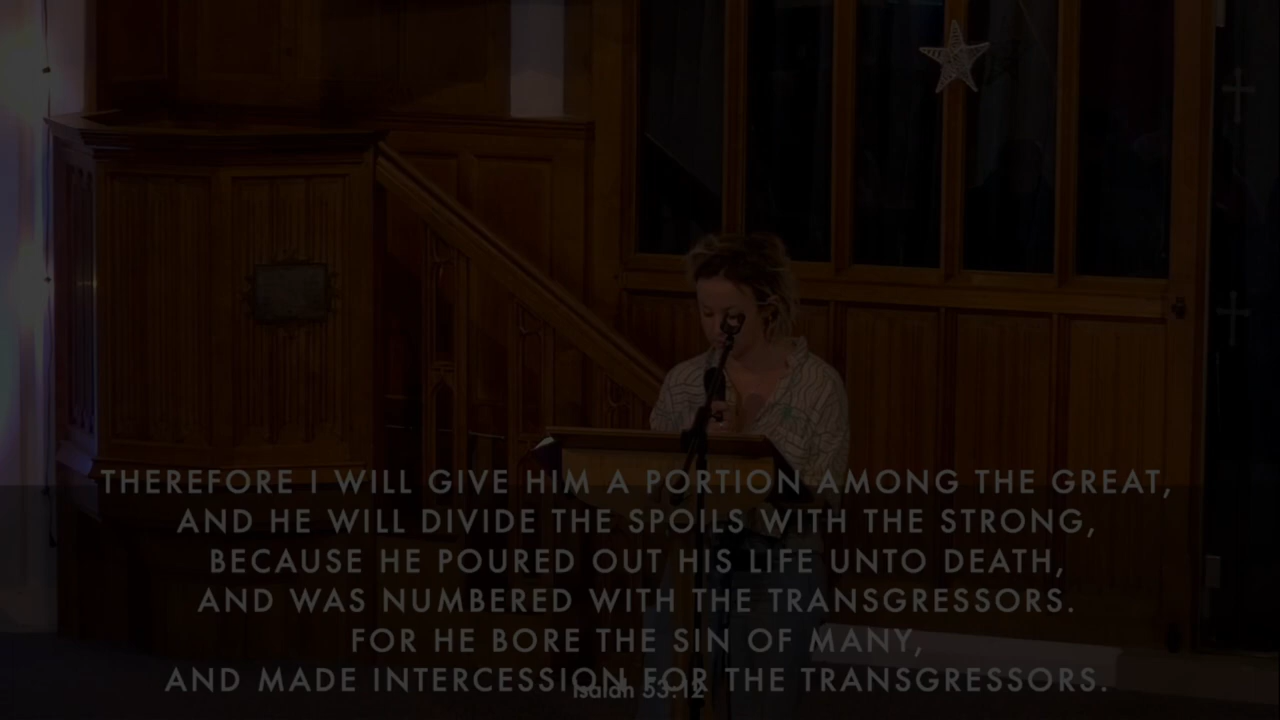 THEREFORE I WILL GIVE HIM A PORTION AMONG THE GREAT,
AND HE WILL DIVIDE THE SPOILS WITH THE STRONG,
BECAUSE HE POURED OUT HIS LIFE UNTO DEATH,
AND WAS NUMBERED WITH THE TRANSGRESSORS.
FOR HE BORE THE SIN OF MANY,
AND MADE INTERCESSION FOR THE TRANSGRESSORS.
Isaiah 53:12